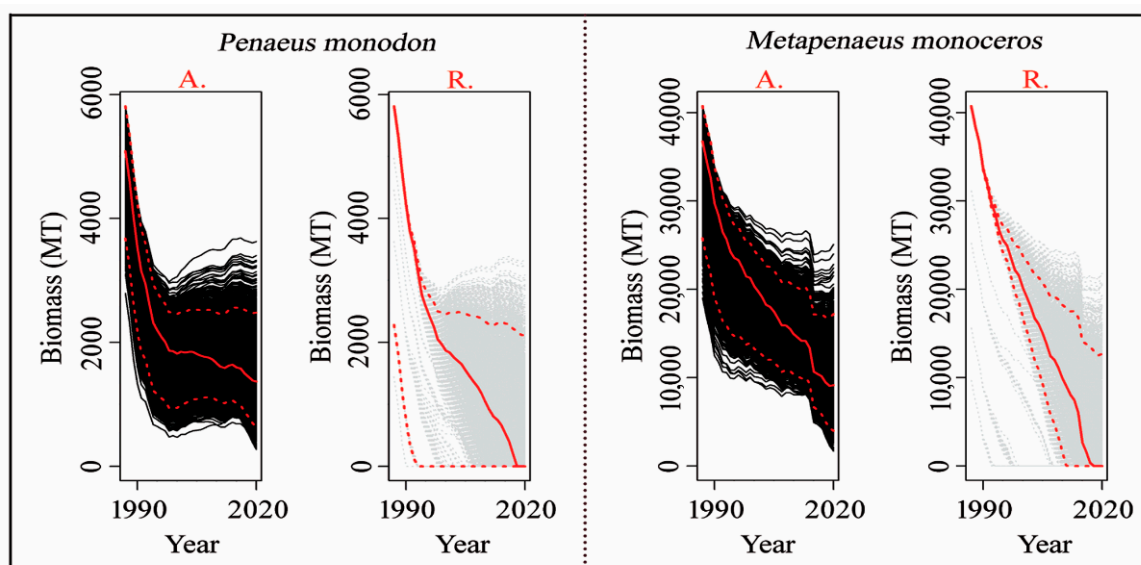 Penaeus monodon
A.
R.
Biomass (MT)
6000
4000
2000
0
1990
2020
Year
Biomass (MT)
6000
4000
2000
0
1990
2020
Year
Metapenaeus monoceros
A.
R.
Biomass (MT)
40,000
30,000
20,000
10,000
0
1990
2020
Year
Biomass (MT)
40,000
30,000
20,000
10,000
0
1990
2020
Year